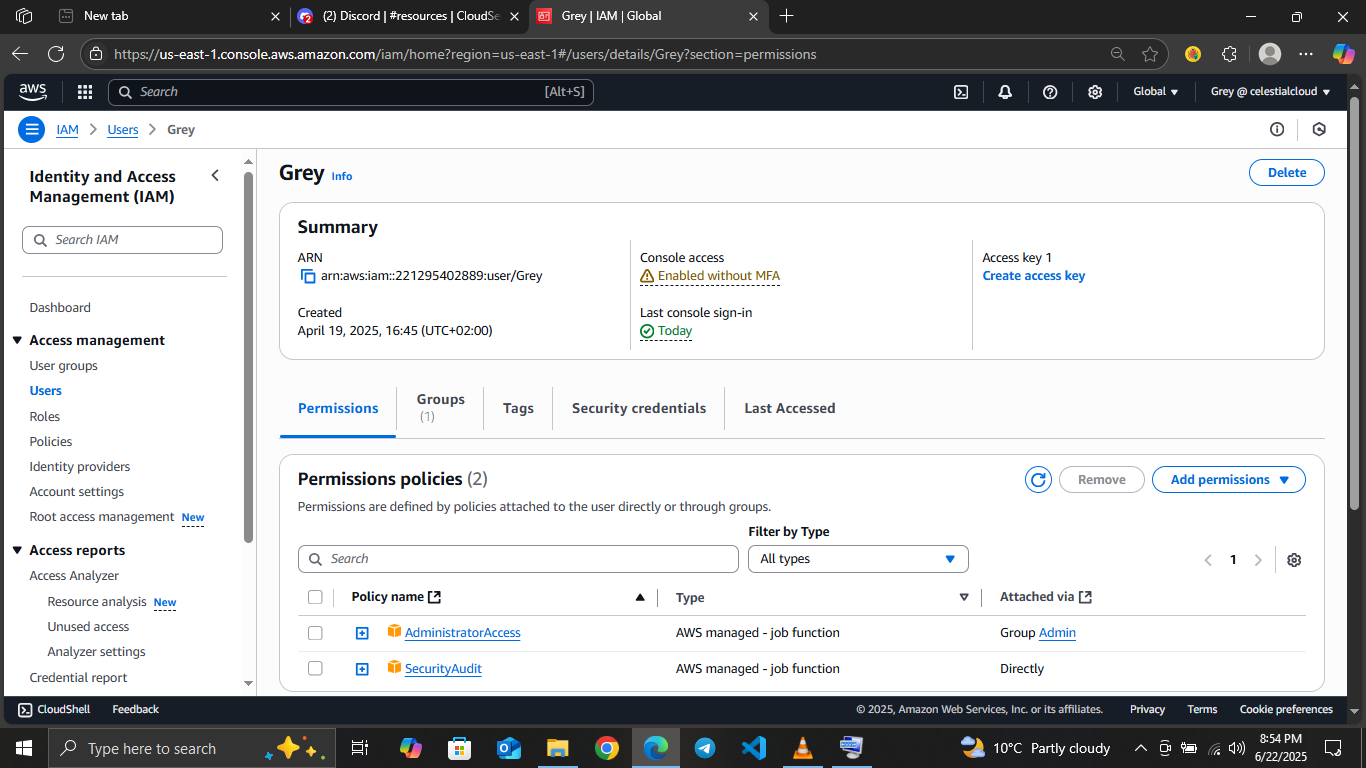 New tab
(2) Discord | #resources | CloudSe
Grey | IAM | Global
https://us-east-1.console.aws.amazon.com/iam/home?region=us-east-1#/users/details/Grey?section=permissions
aws
Search
[Alt+S]
Global
Grey @ celestialcloud
IAM
Users
Grey
Identity and Access
Management (IAM)
Search IAM
Dashboard
Access management
User groups
Users
Roles
Policies
Identity providers
Account settings
Root access management New
Access reports
Access Analyzer
Resource analysis New
Unused access
Analyzer settings
Credential report
Grey Info
Delete
Summary
ARN
arn:aws:iam::221295402889:user/Grey
Created
April 19, 2025, 16:45 (UTC+02:00)
Console access
Enabled without MFA
Last console sign-in
Today
Access key 1
Create access key
Permissions
Groups
(1)
Tags
Security credentials
Last Accessed
Permissions policies (2)
Remove
Add permissions
Permissions are defined by policies attached to the user directly or through groups.
Filter by Type
Search
All types
1
Policy name
Type
Attached via
AdministratorAccess
AWS managed - job function
Group Admin
SecurityAudit
AWS managed - job function
Directly
CloudShell
Feedback
© 2025, Amazon Web Services, Inc. or its affiliates.
Privacy
Terms
Cookie preferences
Type here to search
10°C Partly cloudy
8:54 PM
6/22/2025